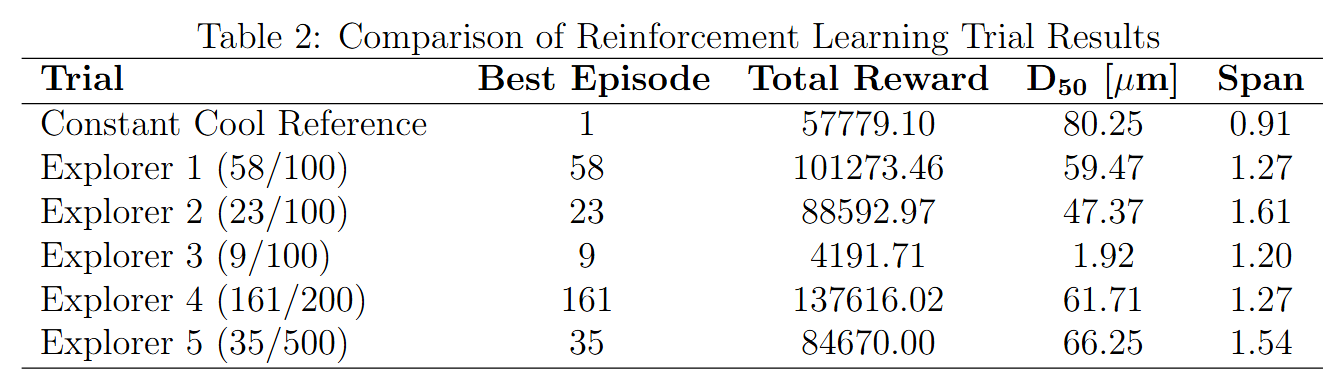 Table 2: Comparison of Reinforcement Learning Trial Results
Trial Best Episode Total Reward D₅₀ [μm] Span
Constant Cool Reference 1 57779.10 80.25 0.91
Explorer 1 (58/100) 58 101273.46 59.47 1.27
Explorer 2 (23/100) 23 88592.97 47.37 1.61
Explorer 3 (9/100) 9 4191.71 1.92 1.20
Explorer 4 (161/200) 161 137616.02 61.71 1.27
Explorer 5 (35/500) 35 84670.00 66.25 1.54